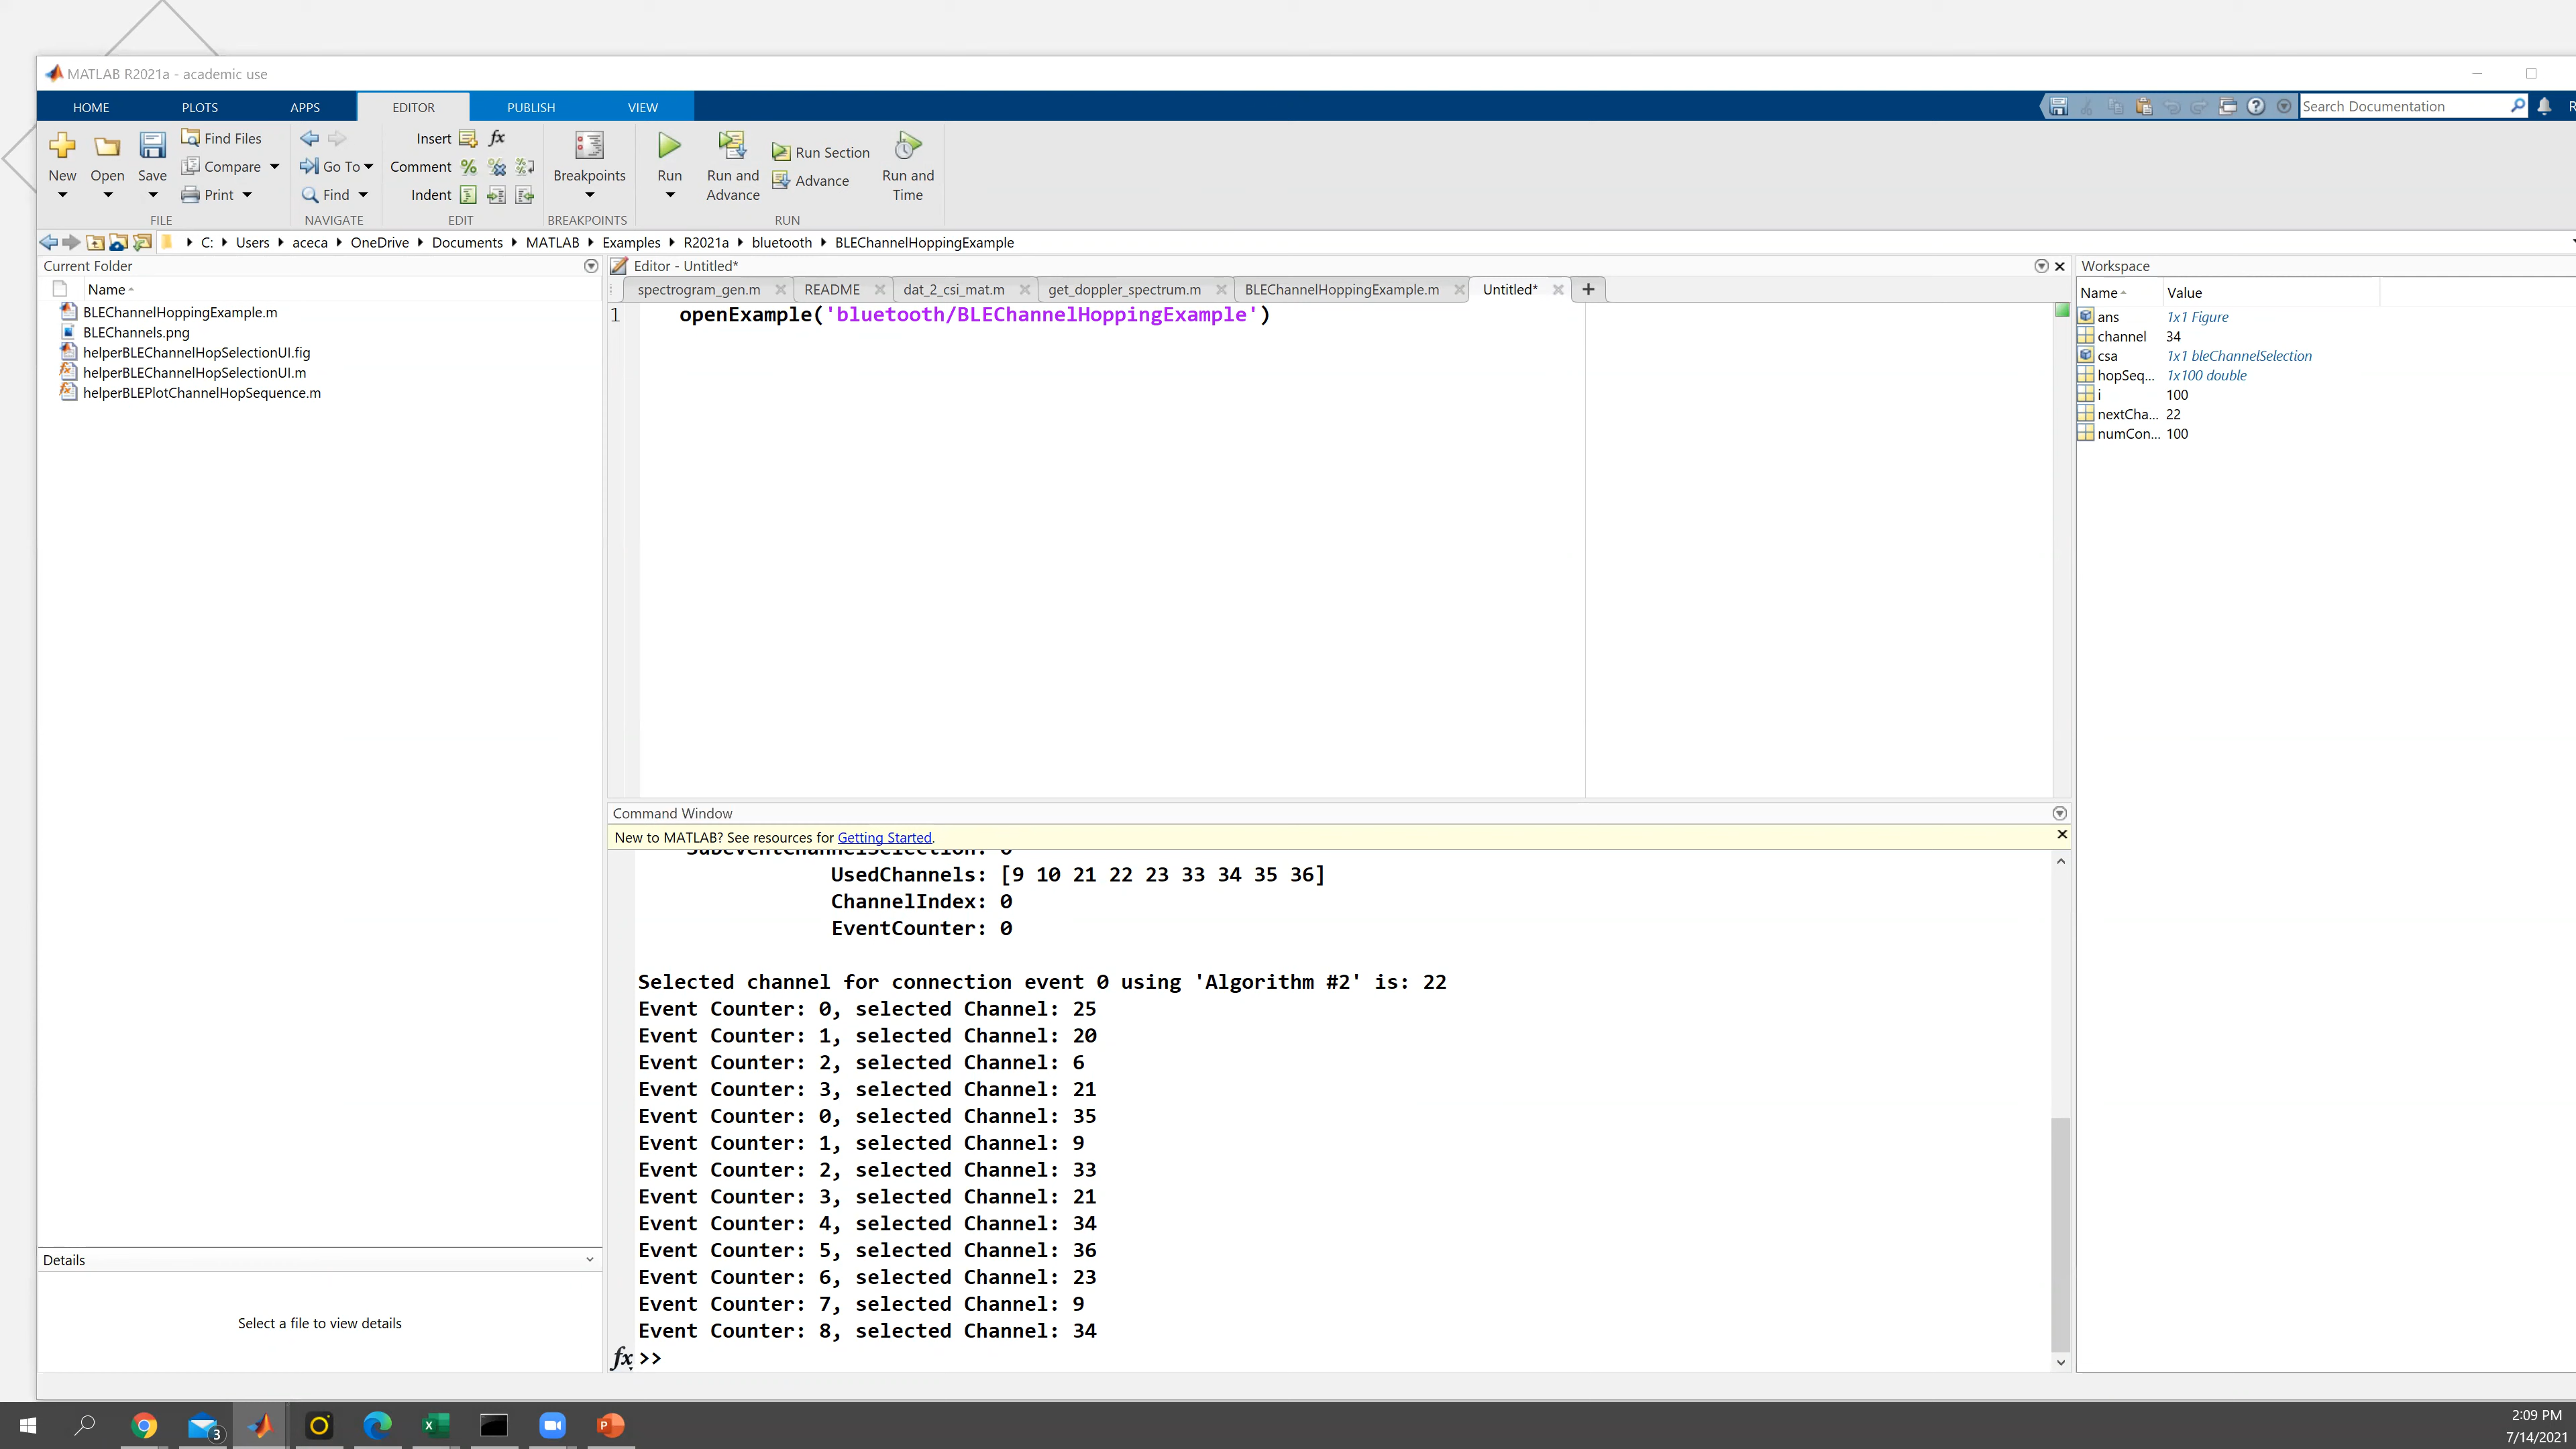 MATLAB R2021a - academic use
HOME PLOTS APPS EDITOR PUBLISH VIEW
Search Documentation
New Open Save
Find Files
Compare
Print
FILE
Go To
Find
NAVIGATE
Insert fx
Comment
Indent
EDIT
Breakpoints
BREAKPOINTS
Run
Run and Advance
Run Section
Advance
Run and Time
RUN
C: Users aceca OneDrive Documents MATLAB Examples R2021a bluetooth BLEChannelHoppingExample
Current Folder
Name
BLEChannelHoppingExample.m
BLEChannels.png
helperBLEChannelHopSelectionUI.fig
helperBLEChannelHopSelectionUI.m
helperBLEPlotChannelHopSequence.m
Details
Select a file to view details
Editor - Untitled*
spectrogram_gen.m README dat_2_csi_mat.m get_doppler_spectrum.m BLEChannelHoppingExample.m Untitled*
1 openExample('bluetooth/BLEChannelHoppingExample')
Command Window
New to MATLAB? See resources for Getting Started.
SubeventChannelSelection: 0
UsedChannels: [9 10 21 22 23 33 34 35 36]
ChannelIndex: 0
EventCounter: 0
Selected channel for connection event 0 using 'Algorithm #2' is: 22
Event Counter: 0, selected Channel: 25
Event Counter: 1, selected Channel: 20
Event Counter: 2, selected Channel: 6
Event Counter: 3, selected Channel: 21
Event Counter: 0, selected Channel: 35
Event Counter: 1, selected Channel: 9
Event Counter: 2, selected Channel: 33
Event Counter: 3, selected Channel: 21
Event Counter: 4, selected Channel: 34
Event Counter: 5, selected Channel: 36
Event Counter: 6, selected Channel: 23
Event Counter: 7, selected Channel: 9
Event Counter: 8, selected Channel: 34
fx >>
Workspace
Name Value
ans 1x1 Figure
channel 34
csa 1x1 bleChannelSelection
hopSeq... 1x100 double
i 100
nextCha... 22
numCon... 100
3
2:09 PM
7/14/2021